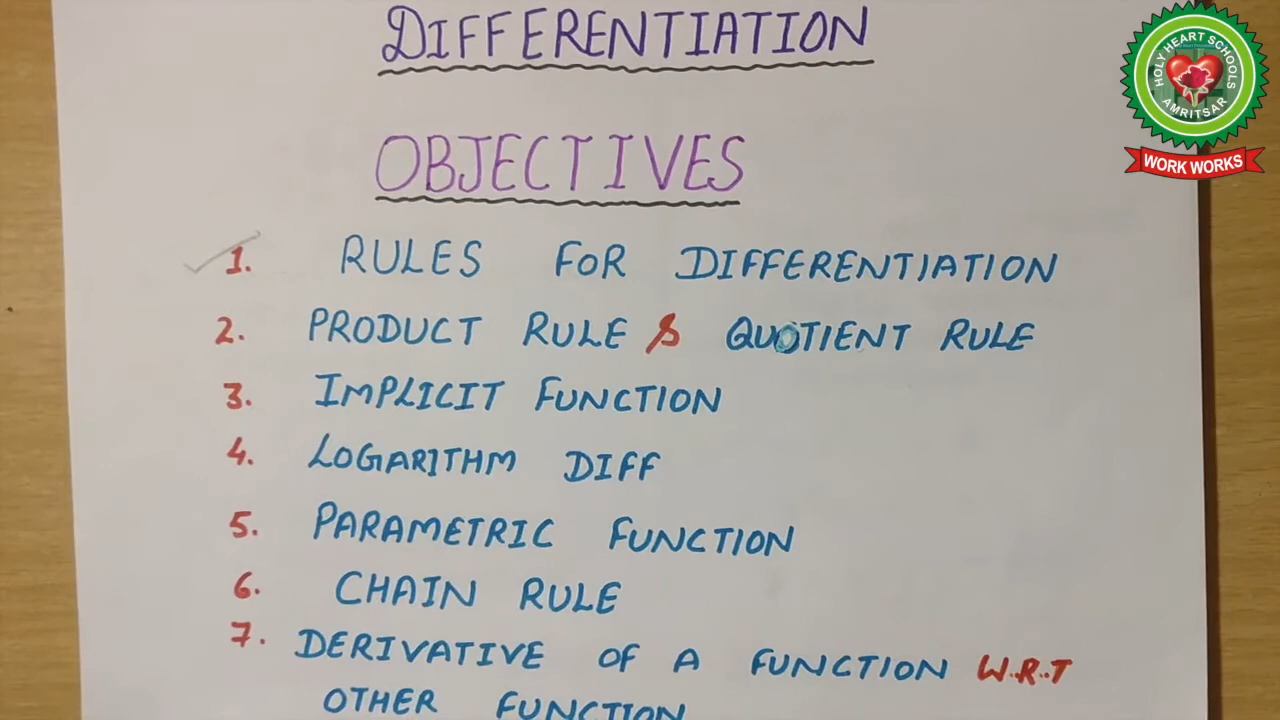 DIFFERENTIATION
OBJECTIVES
1. RULES FOR DIFFERENTIATION
2. PRODUCT RULE & QUOTIENT RULE
3. IMPLICIT FUNCTION
4. LOGARITHM DIFF
5. PARAMETRIC FUNCTION
6. CHAIN RULE
7. DERIVATIVE OF A FUNCTION W.R.T
OTHER FUNCTION
HOLY HEART SCHOOLS
AMRITSAR
WORK WORKS